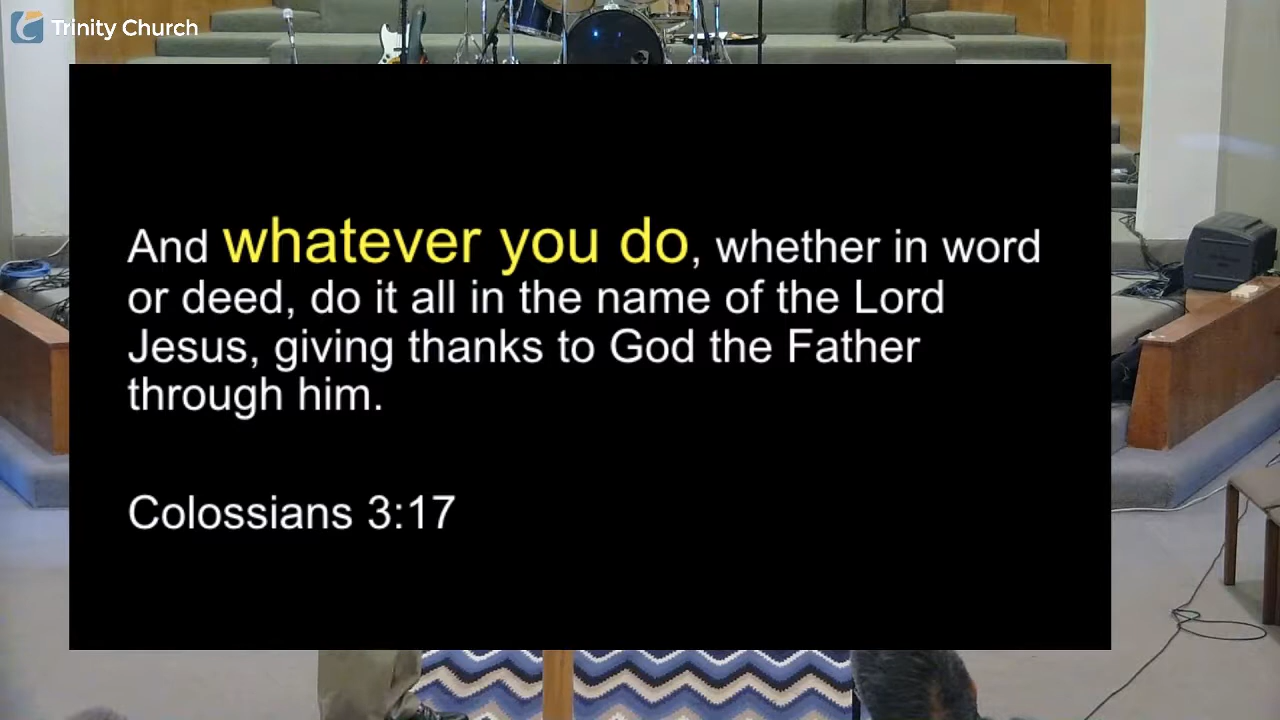 Trinity Church
And whatever you do, whether in word
or deed, do it all in the name of the Lord
Jesus, giving thanks to God the Father
through him.
Colossians 3:17